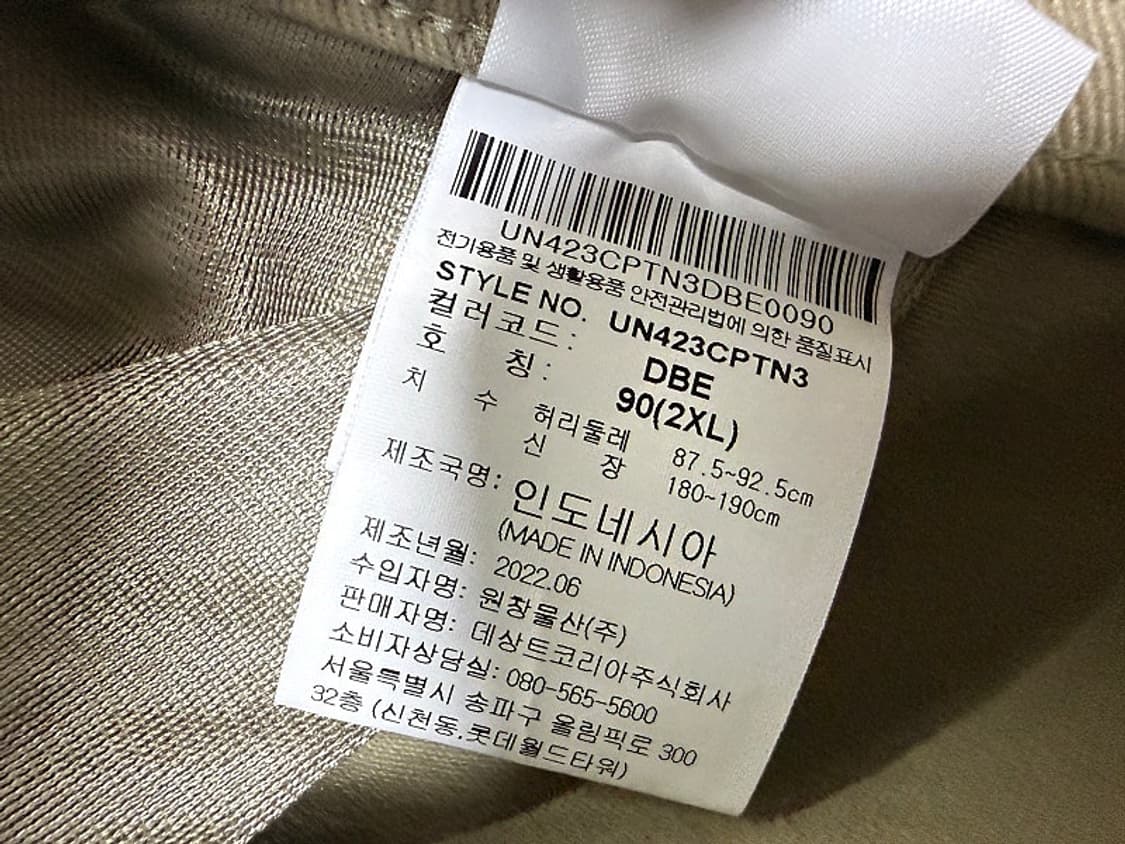 UN423CPTN3DBE0090
전기용품 및 생활용품 안전관리법에 의한 품질표시
STYLE NO. UN423CPTN3
컬러코드: DBE
호 칭: 90(2XL)
치 수 허리둘레 87.5~92.5cm
신 장 180~190cm
제조국명: 인도네시아
(MADE IN INDONESIA)
제조년월: 2022.06
수입자명: 원창물산(주)
판매자명: 데상트코리아주식회사
소비자상담실: 080-565-5600
서울특별시 송파구 올림픽로 300
32층 (신천동,롯데월드타워)